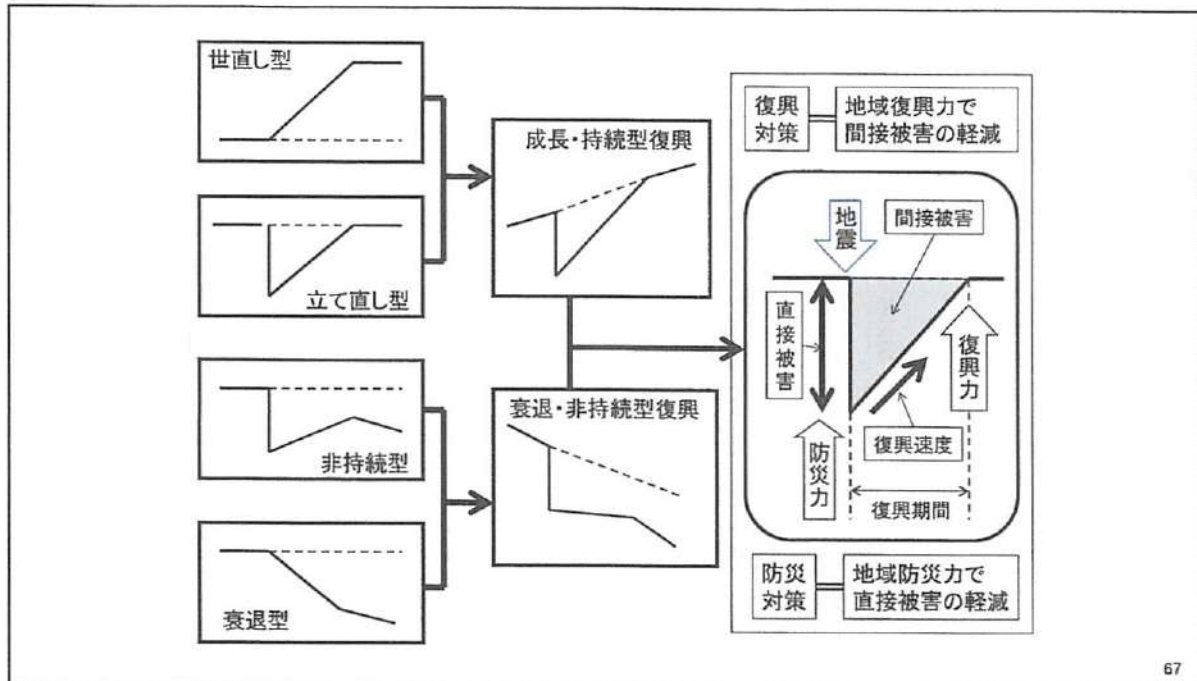 世直し型
立て直し型
非持続型
衰退型
成長・持続型復興
衰退・非持続型復興
復興
対策
地域復興力で
間接被害の軽減
地震
間接被害
直接被害
復興力
復興速度
防災力
復興期間
防災
対策
地域防災力で
直接被害の軽減
67